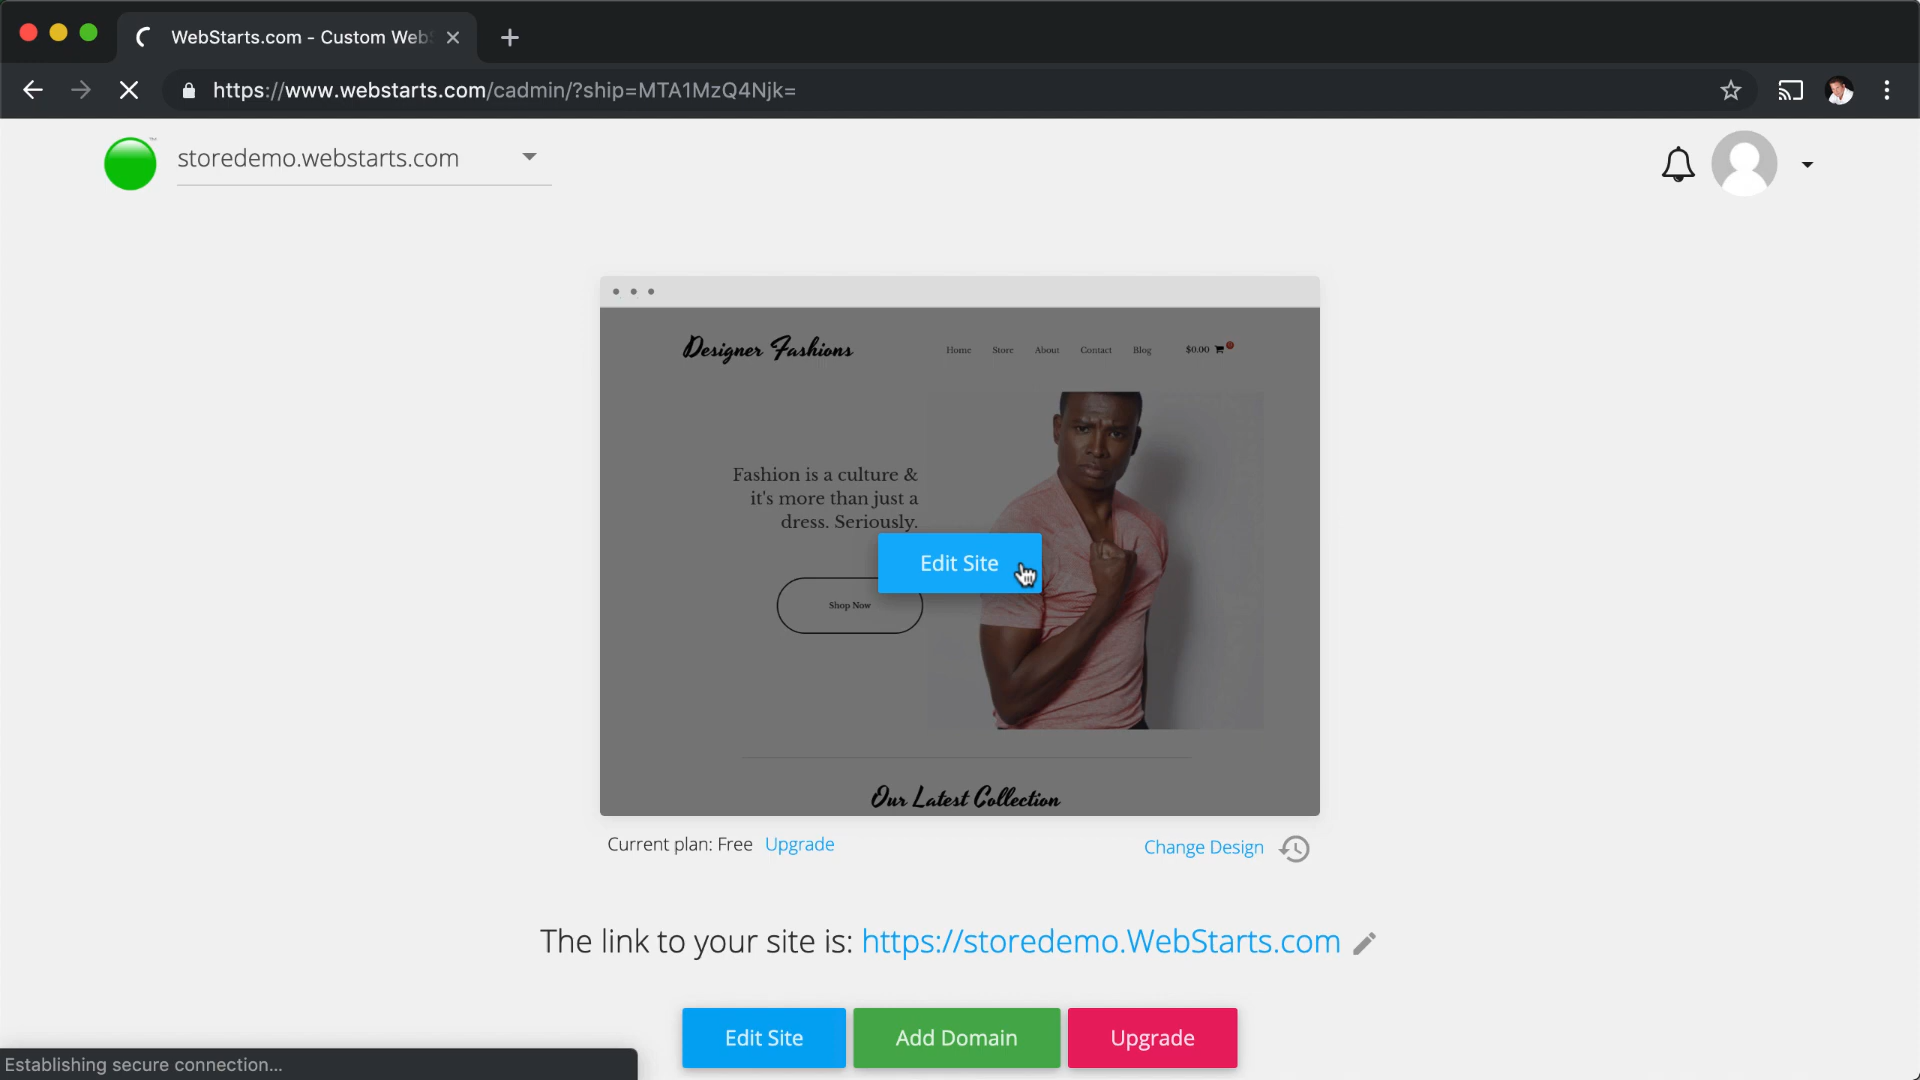 WebStarts.com - Custom Web
https://www.webstarts.com/cadmin/?ship=MTA1MzQ4Njk=
storedemo.webstarts.com
Designer Fashions
Home Store About Contact Blog $0.00
Fashion is a culture &
it's more than just a
dress. Seriously.
Edit Site
Shop Now
Our Latest Collection
Current plan: Free Upgrade
Change Design
The link to your site is: https://storedemo.WebStarts.com
Edit Site Add Domain Upgrade
Establishing secure connection...